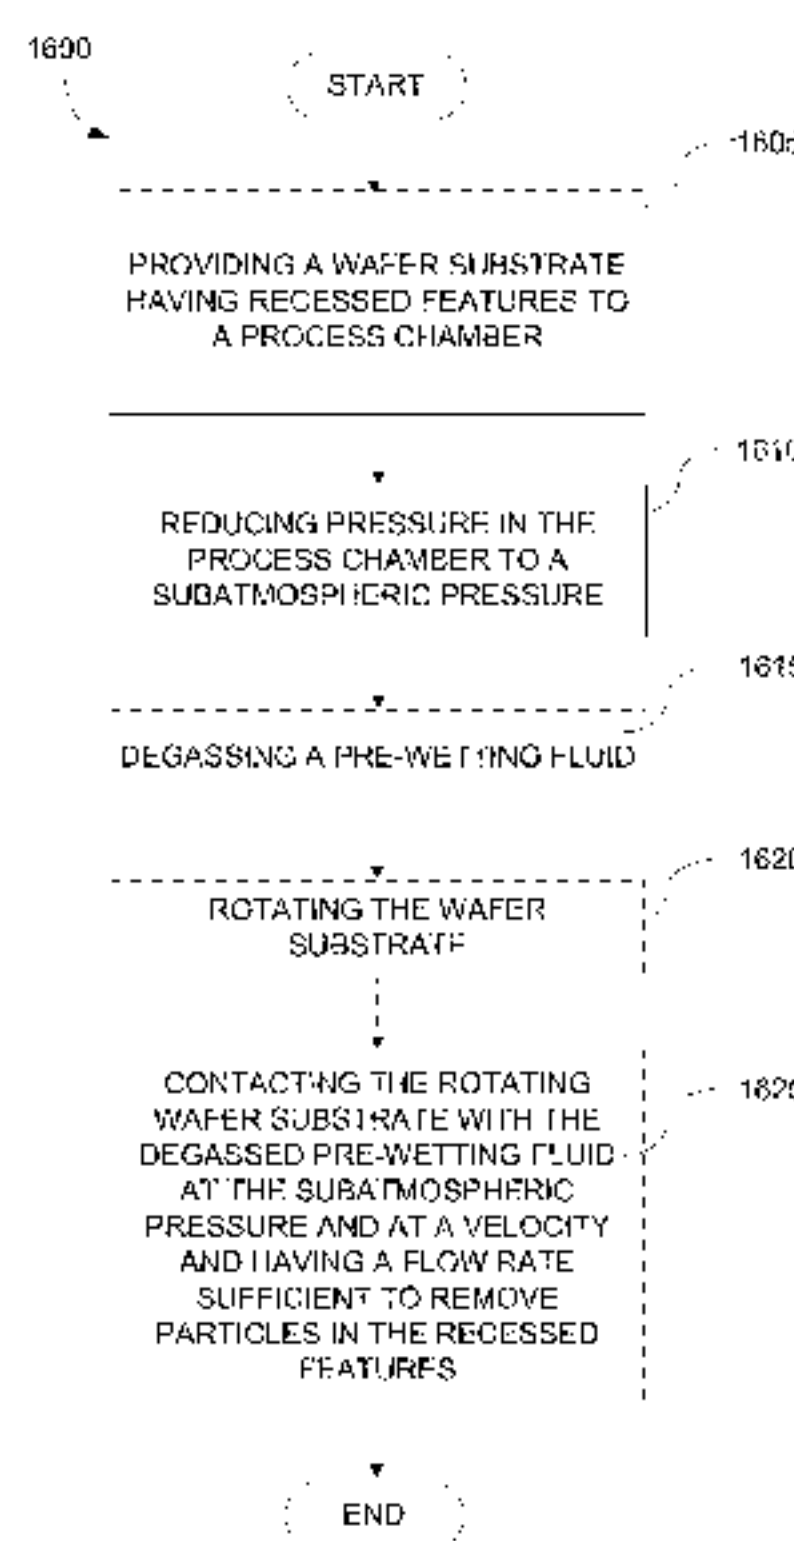 1600
START
1605
PROVIDING A WAFER SUBSTRATE
HAVING RECESSED FEATURES TO
A PROCESS CHAMBER
1610
REDUCING PRESSURE IN THE
PROCESS CHAMBER TO A
SUBATMOSPHERIC PRESSURE
1615
DEGASSING A PRE-WETTING FLUID
1620
ROTATING THE WAFER
SUBSTRATE
1625
CONTACTING THE ROTATING
WAFER SUBSTRATE WITH THE
DEGASSED PRE-WETTING FLUID
AT THE SUBATMOSPHERIC
PRESSURE AND AT A VELOCITY
AND HAVING A FLOW RATE
SUFFICIENT TO REMOVE
PARTICLES IN THE RECESSED
FEATURES
END